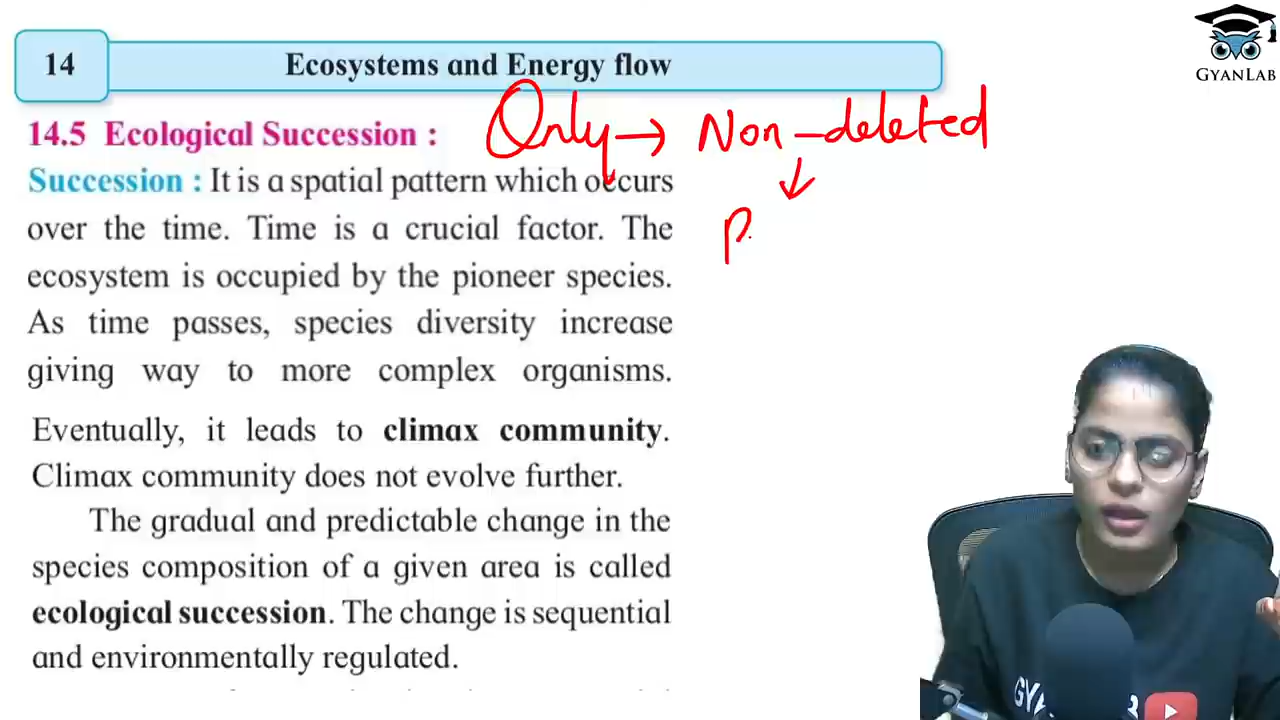 14
Ecosystems and Energy flow
GYANLAB
14.5 Ecological Succession :
Only → Non-deleted
Succession : It is a spatial pattern which occurs
over the time. Time is a crucial factor. The
P
ecosystem is occupied by the pioneer species.
As time passes, species diversity increase
giving way to more complex organisms.
Eventually, it leads to climax community.
Climax community does not evolve further.
The gradual and predictable change in the
species composition of a given area is called
ecological succession. The change is sequential
and environmentally regulated.
GY
LAB